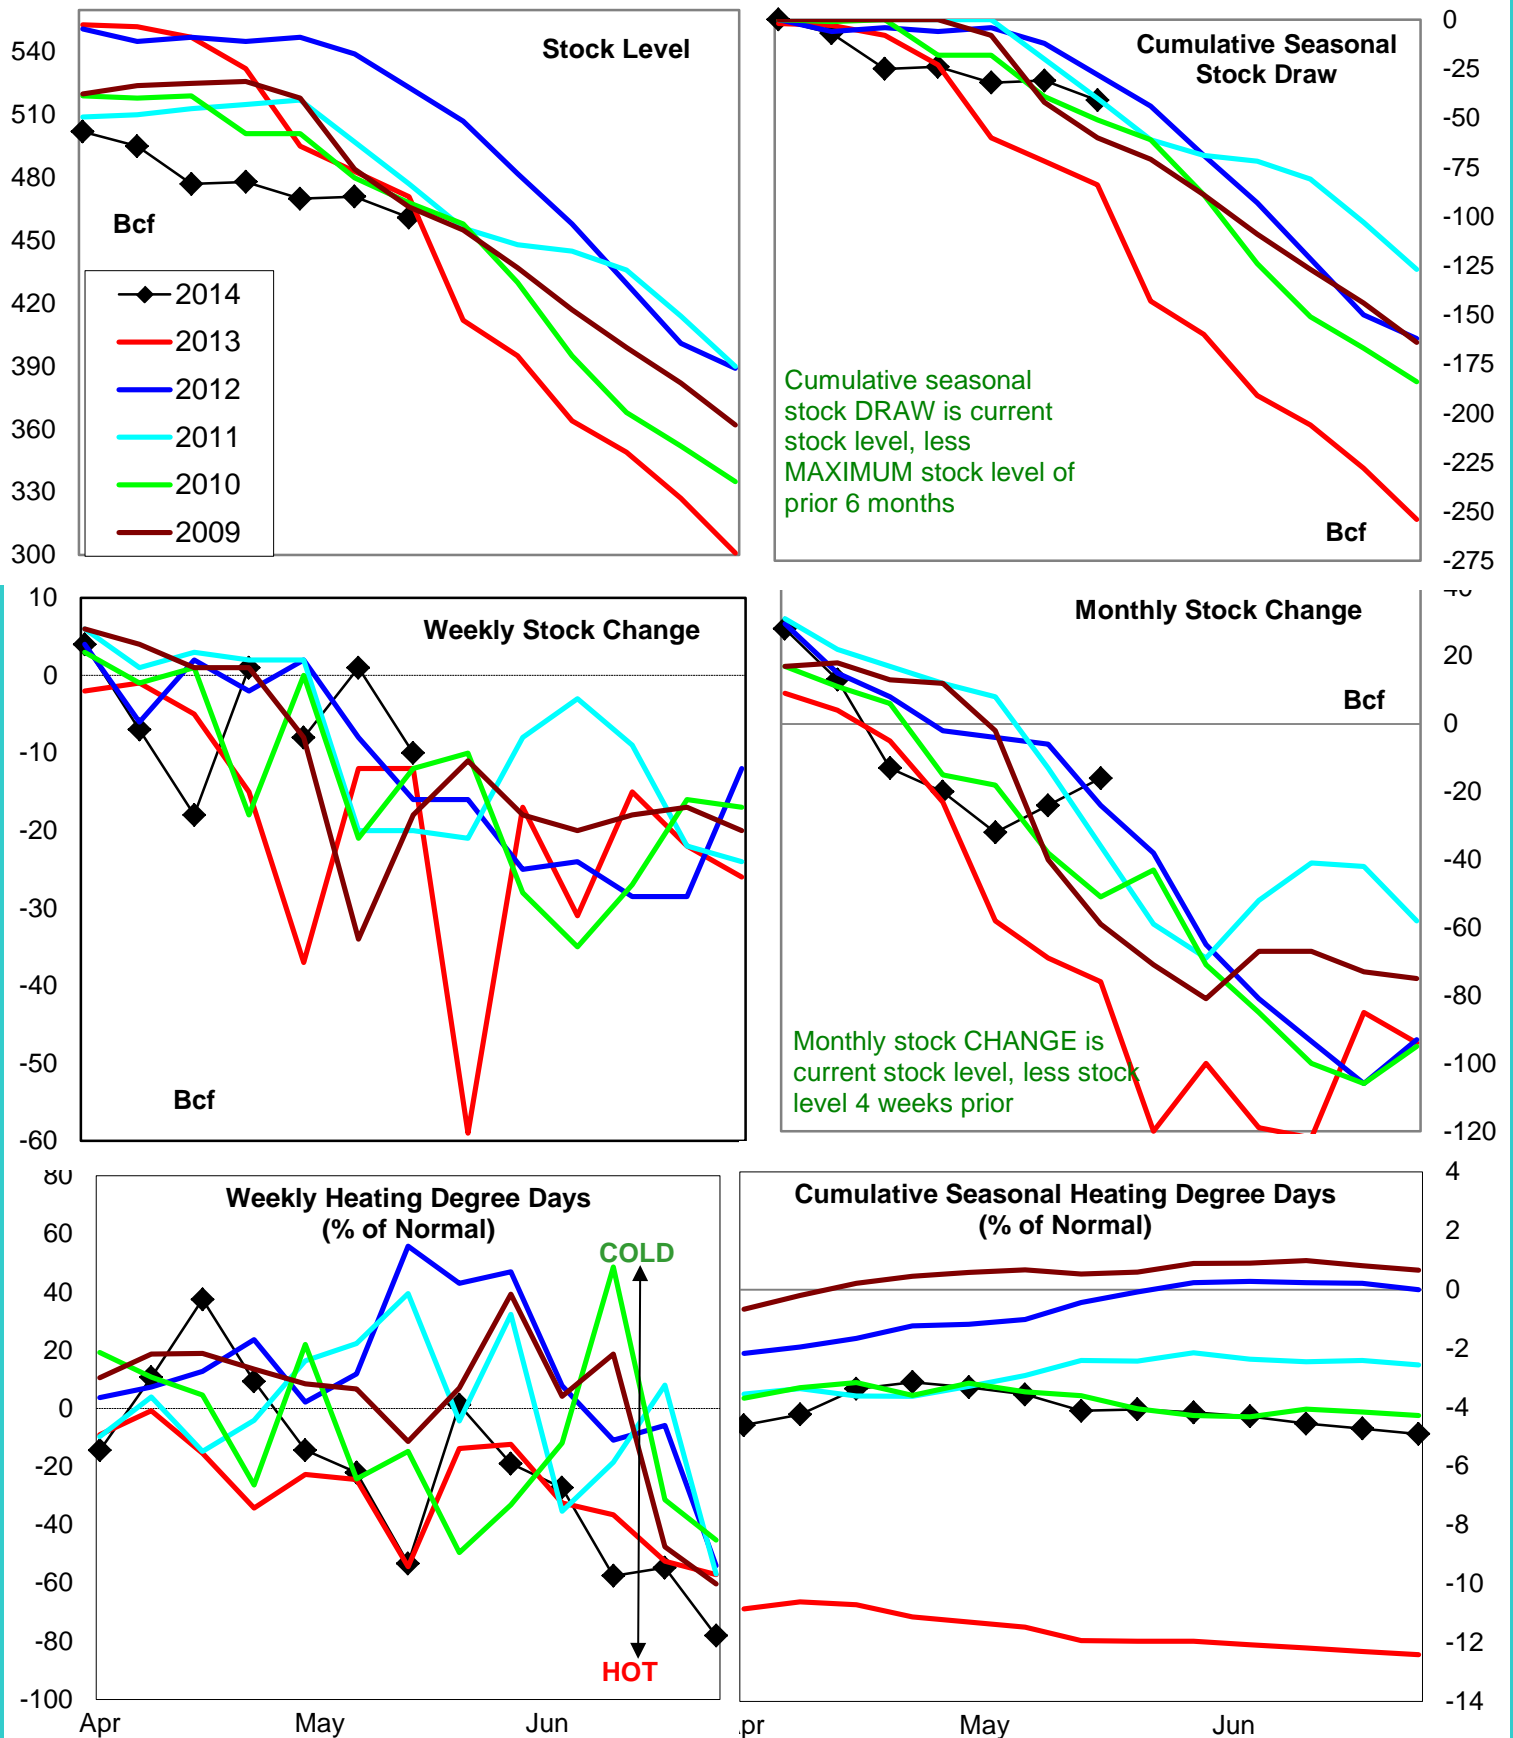 Stock Level
540
510
480
450
420
390
360
330
300
Bcf
2014
2013
2012
2011
2010
2009
Cumulative Seasonal
Stock Draw
0
-25
-50
-75
-100
-125
-150
-175
-200
-225
-250
-275
Cumulative seasonal
stock DRAW is current
stock level, less
MAXIMUM stock level of
prior 6 months
Bcf
Weekly Stock Change
10
0
-10
-20
-30
-40
-50
-60
Bcf
Monthly Stock Change
40
20
0
-20
-40
-60
-80
-100
-120
Bcf
Monthly stock CHANGE is
current stock level, less stock
level 4 weeks prior
Weekly Heating Degree Days
(% of Normal)
80
60
40
20
0
-20
-40
-60
-80
-100
COLD
HOT
Apr May Jun
Cumulative Seasonal Heating Degree Days
(% of Normal)
4
2
0
-2
-4
-6
-8
-10
-12
-14
pr May Jun